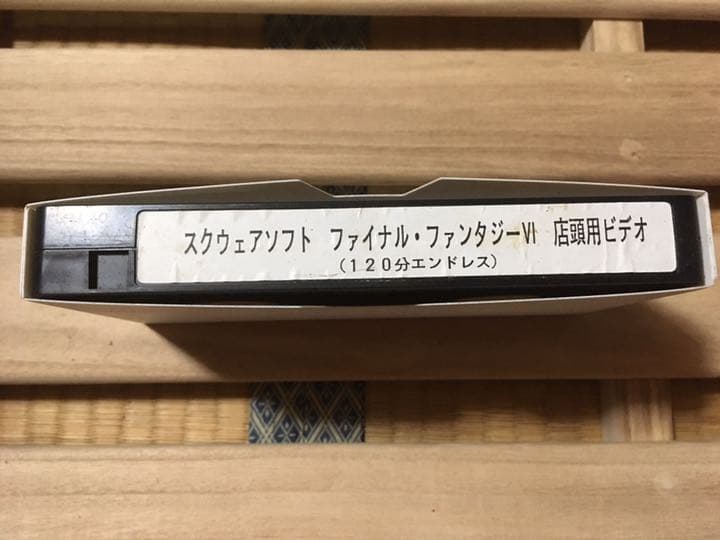 スクウェアソフト ファイナル・ファンタジーⅥ 店頭用ビデオ
(120分エンドレス)